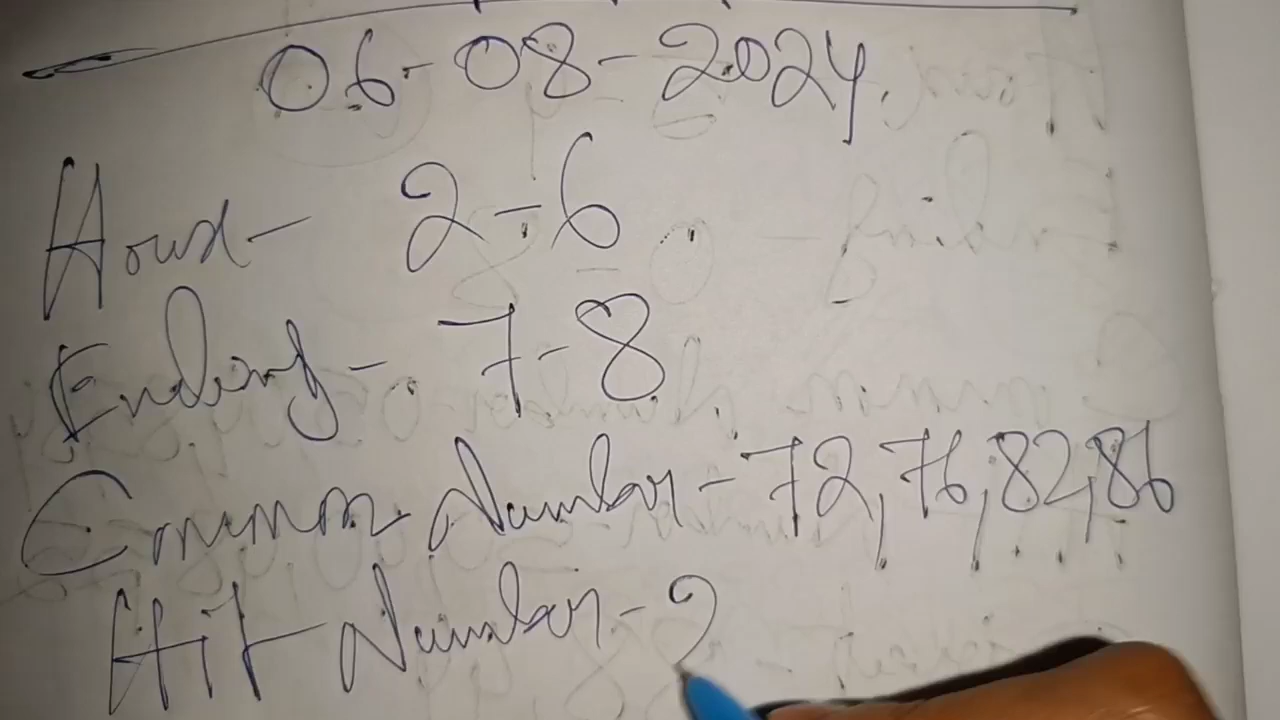 06-08-2024.
House- 2-6
Ending- 7-8
Common Number-72,76,82,86
Hit Number-2